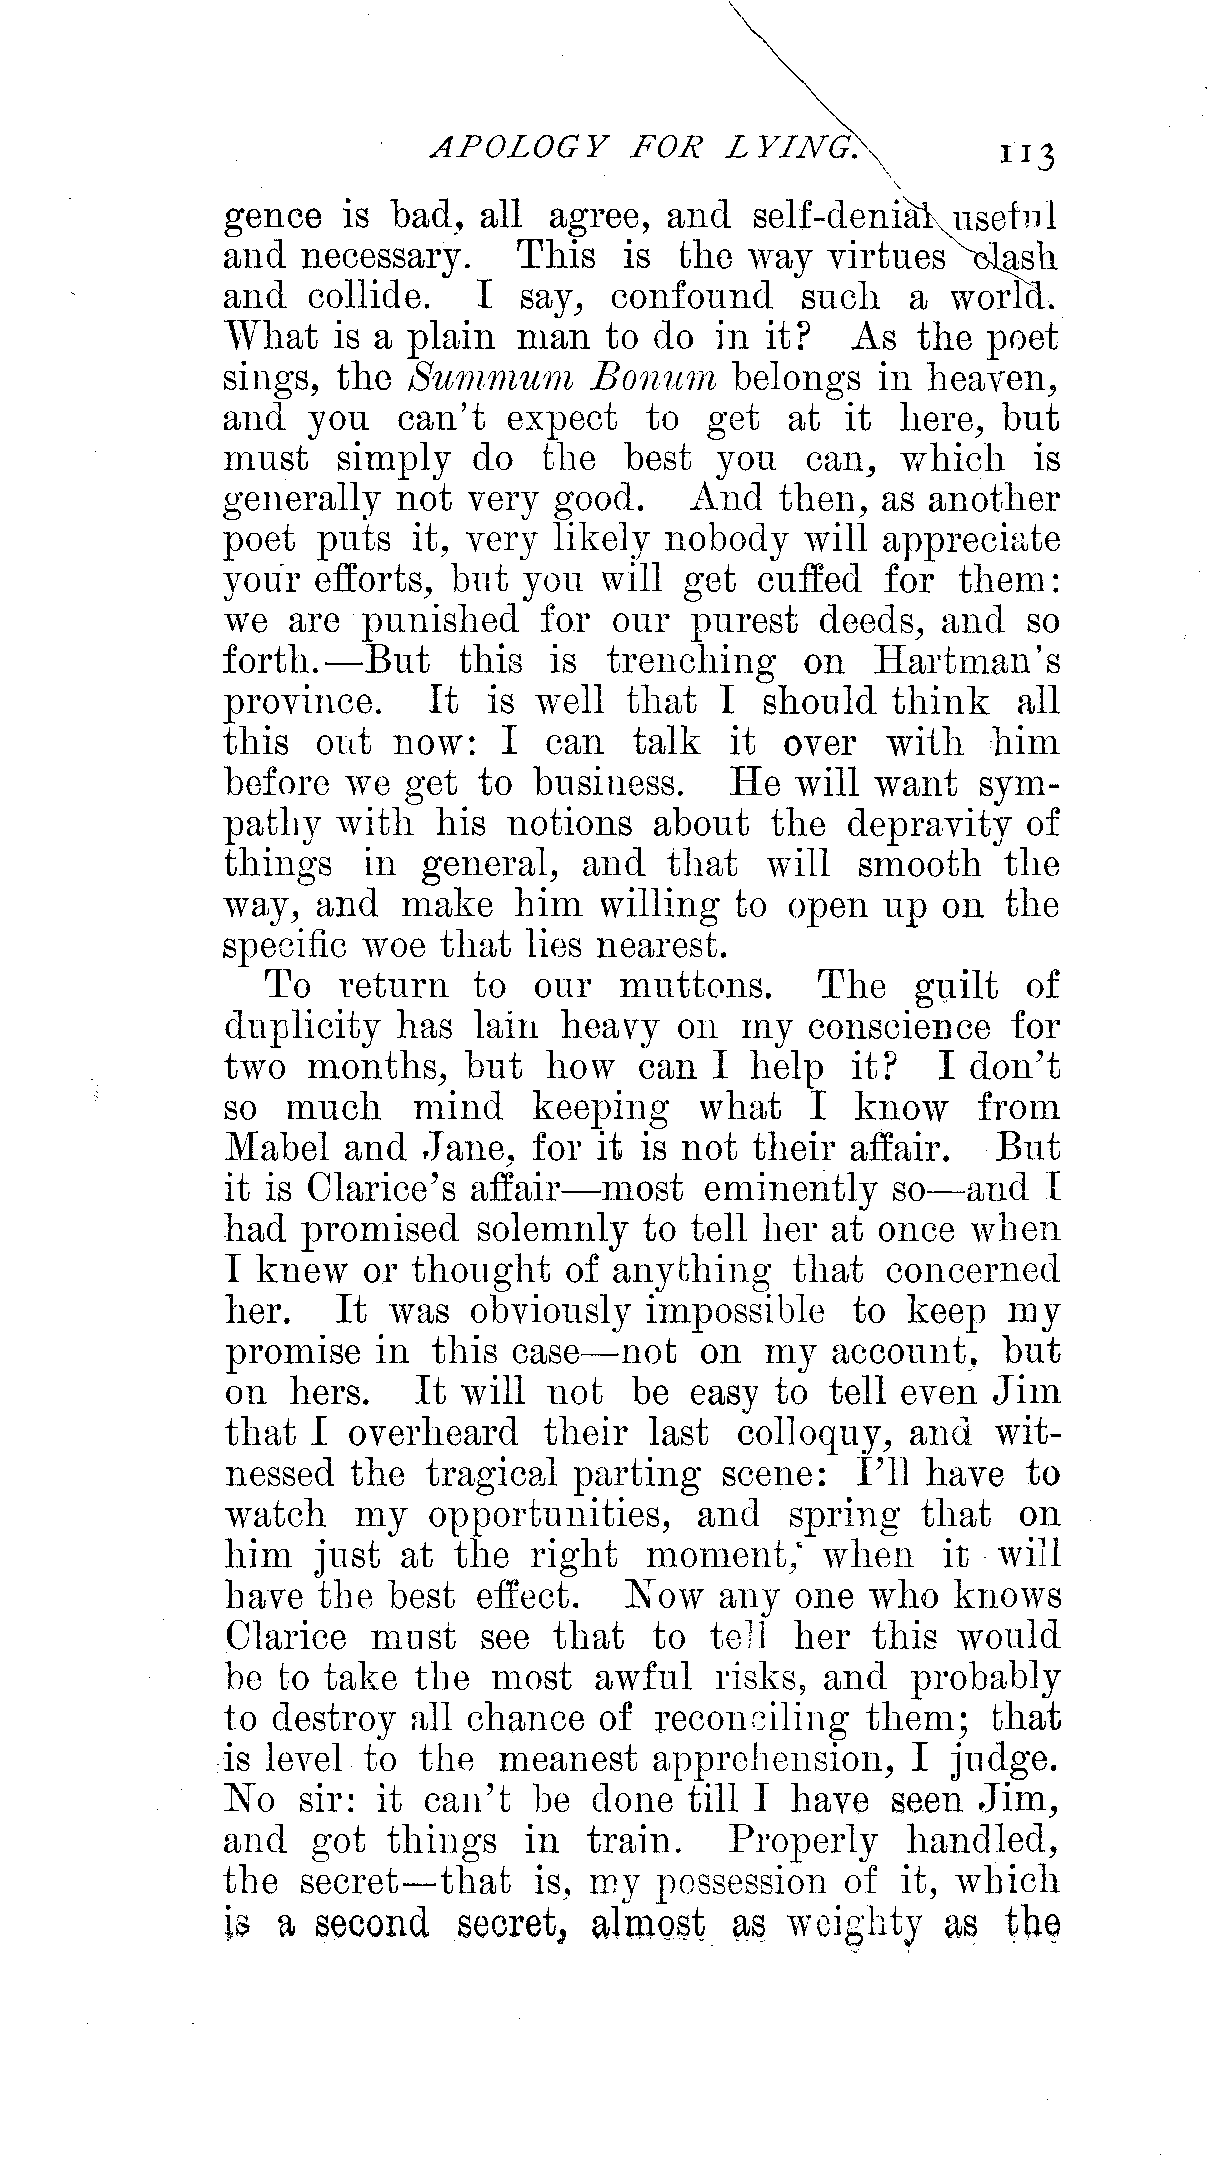 APOLOGY FOR LYING. 113
gence is bad, all agree, and self-denial useful
and necessary. This is the way virtues clash
and collide. I say, confound such a world.
What is a plain man to do in it? As the poet
sings, the Summum Bonum belongs in heaven,
and you can't expect to get at it here, but
must simply do the best you can, which is
generally not very good. And then, as another
poet puts it, very likely nobody will appreciate
your efforts, but you will get cuffed for them:
we are punished for our purest deeds, and so
forth.—But this is trenching on Hartman's
province. It is well that I should think all
this out now: I can talk it over with him
before we get to business. He will want sym-
pathy with his notions about the depravity of
things in general, and that will smooth the
way, and make him willing to open up on the
specific woe that lies nearest.
To return to our muttons. The guilt of
duplicity has lain heavy on my conscience for
two months, but how can I help it? I don't
so much mind keeping what I know from
Mabel and Jane, for it is not their affair. But
it is Clarice's affair—most eminently so—and I
had promised solemnly to tell her at once when
I knew or thought of anything that concerned
her. It was obviously impossible to keep my
promise in this case—not on my account, but
on hers. It will not be easy to tell even Jim
that I overheard their last colloquy, and wit-
nessed the tragical parting scene: I'll have to
watch my opportunities, and spring that on
him just at the right moment, when it will
have the best effect. Now any one who knows
Clarice must see that to tell her this would
be to take the most awful risks, and probably
to destroy all chance of reconciling them; that
is level to the meanest apprehension, I judge.
No sir: it can't be done till I have seen Jim,
and got things in train. Properly handled,
the secret—that is, my possession of it, which
is a second secret, almost as weighty as the